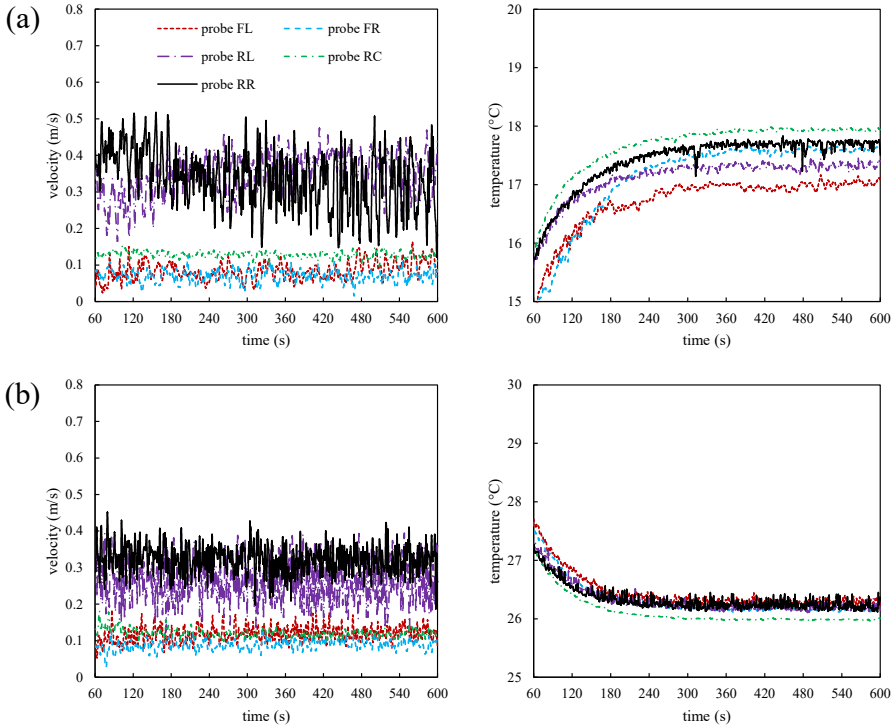 (a)
velocity (m/s)
0.8
0.7
0.6
0.5
0.4
0.3
0.2
0.1
0
probe FL
probe FR
probe RL
probe RC
probe RR
60 120 180 240 300 360 420 480 540 600
time (s)
temperature (°C)
20
19
18
17
16
15
60 120 180 240 300 360 420 480 540 600
time (s)
(b)
velocity (m/s)
0.8
0.7
0.6
0.5
0.4
0.3
0.2
0.1
0
60 120 180 240 300 360 420 480 540 600
time (s)
temperature (°C)
30
29
28
27
26
25
60 120 180 240 300 360 420 480 540 600
time (s)